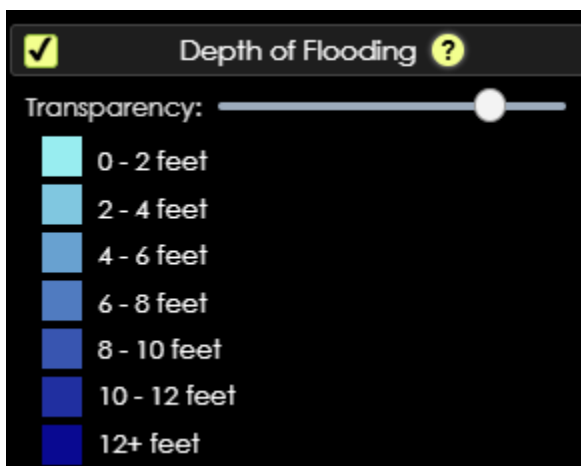 Depth of Flooding ?
Transparency:
0 - 2 feet
2 - 4 feet
4 - 6 feet
6 - 8 feet
8 - 10 feet
10 - 12 feet
12+ feet